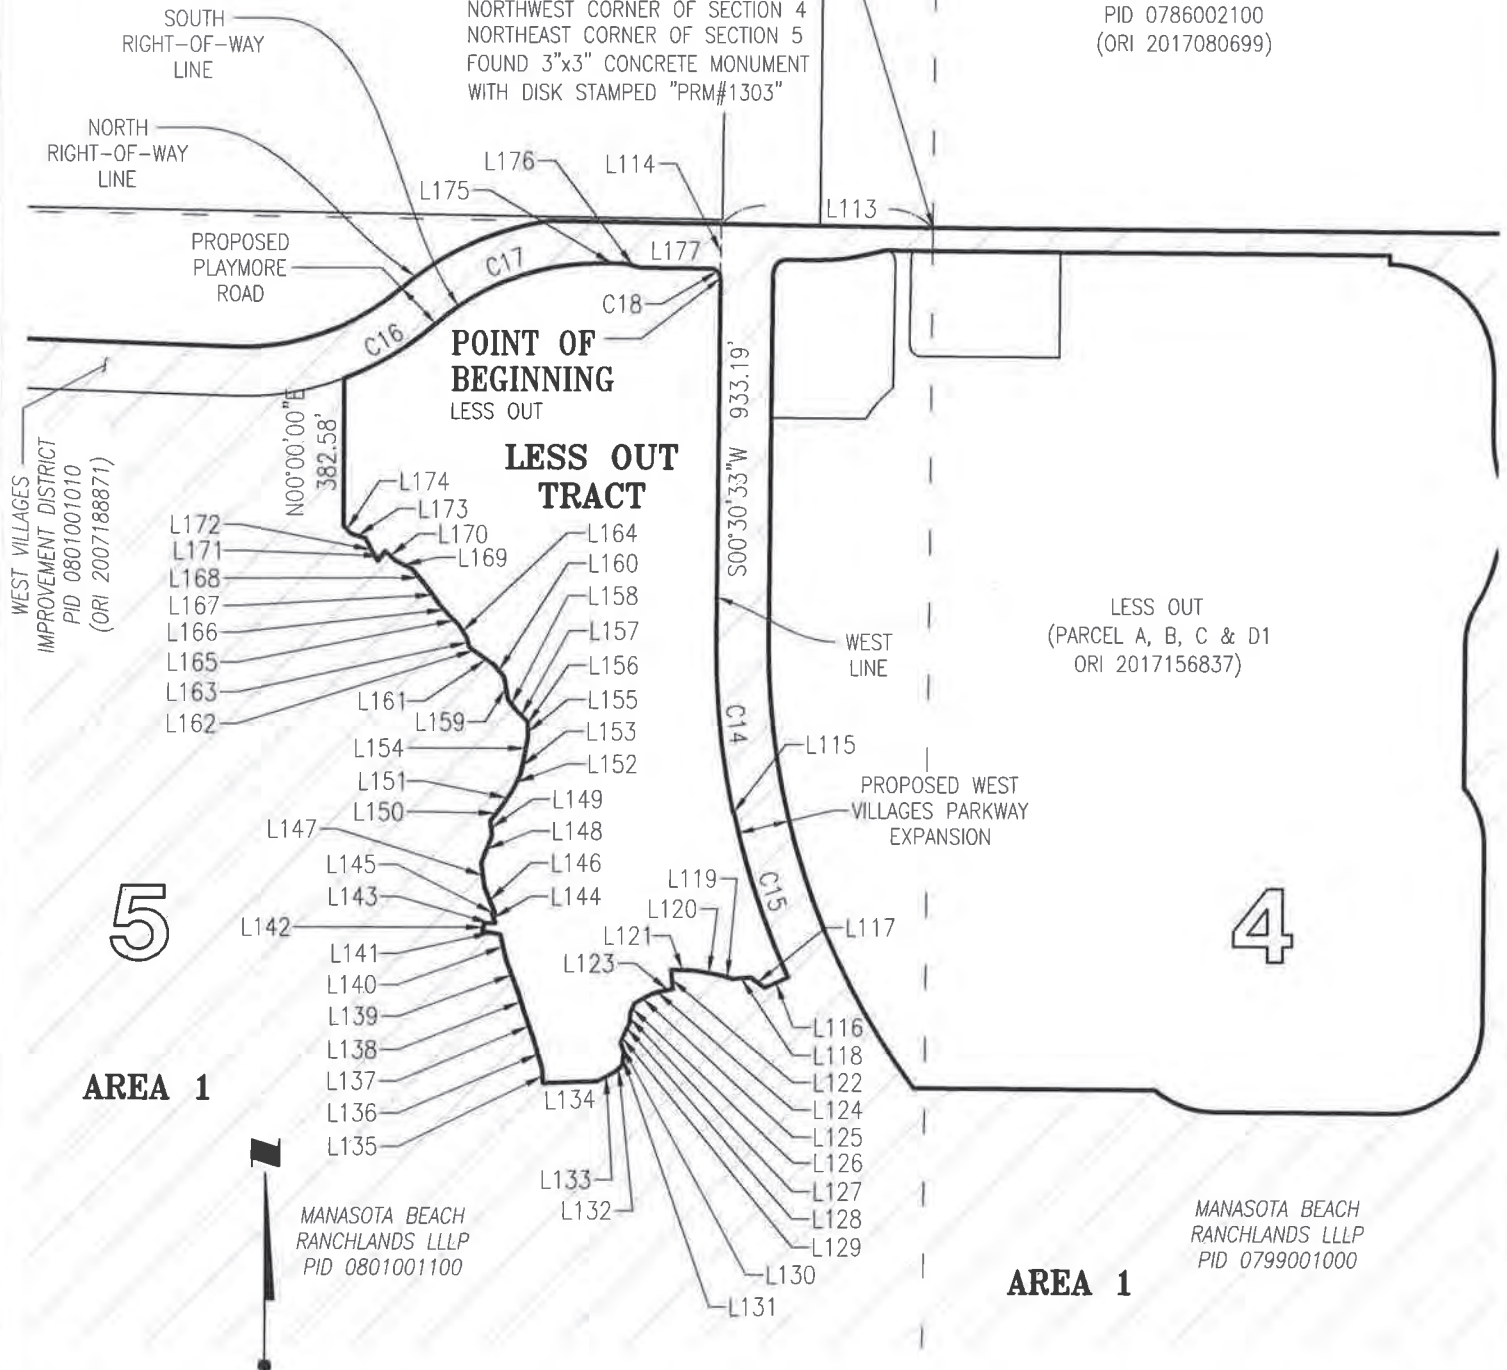 SOUTH
RIGHT-OF-WAY
LINE
NORTHWEST CORNER OF SECTION 4
NORTHEAST CORNER OF SECTION 5
FOUND 3"x3" CONCRETE MONUMENT
WITH DISK STAMPED "PRM#1303"
PID 0786002100
(ORI 2017080699)
NORTH
RIGHT-OF-WAY
LINE
L176
L114
L175
L113
PROPOSED
PLAYMORE
ROAD
C17
L177
C18
C16
POINT OF
BEGINNING
LESS OUT
N00°00'00"E
382.58'
S00°30'33"W 933.19'
WEST VILLAGES
IMPROVEMENT DISTRICT
PID 0801001010
(ORI 2007188871)
LESS OUT
TRACT
L174
L173
L172
L171
L170
L169
L168
L167
L166
L165
L163
L162
L164
L160
L158
L157
L156
L161
L159
L155
L154
L153
L152
L151
L150
L149
L148
L147
L146
L145
L144
L143
L142
L141
L140
L139
L138
L137
L136
L135
L134
L133
L132
WEST
LINE
LESS OUT
(PARCEL A, B, C & D1
ORI 2017156837)
C14
L115
PROPOSED WEST
VILLAGES PARKWAY
EXPANSION
C15
L119
L120
L121
L123
L117
L116
L118
L122
L124
L125
L126
L127
L128
L129
L130
L131
5
4
AREA 1
MANASOTA BEACH
RANCHLANDS LLLP
PID 0801001100
MANASOTA BEACH
RANCHLANDS LLLP
PID 0799001000
AREA 1